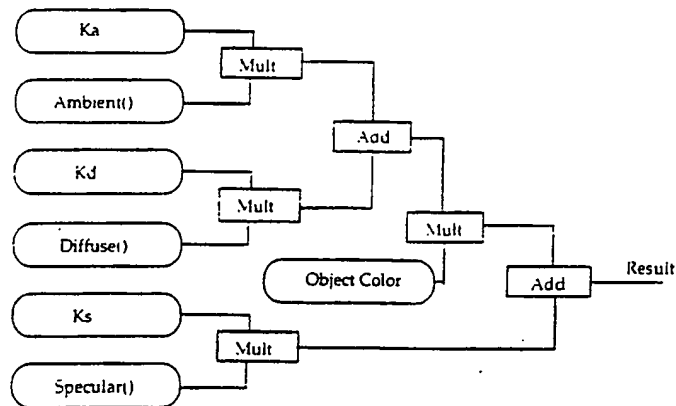 Ka
Mult
Ambient()
Add
Kd
Mult
Mult
Diffuse()
Object Color
Result
Add
Ks
Mult
Specular()